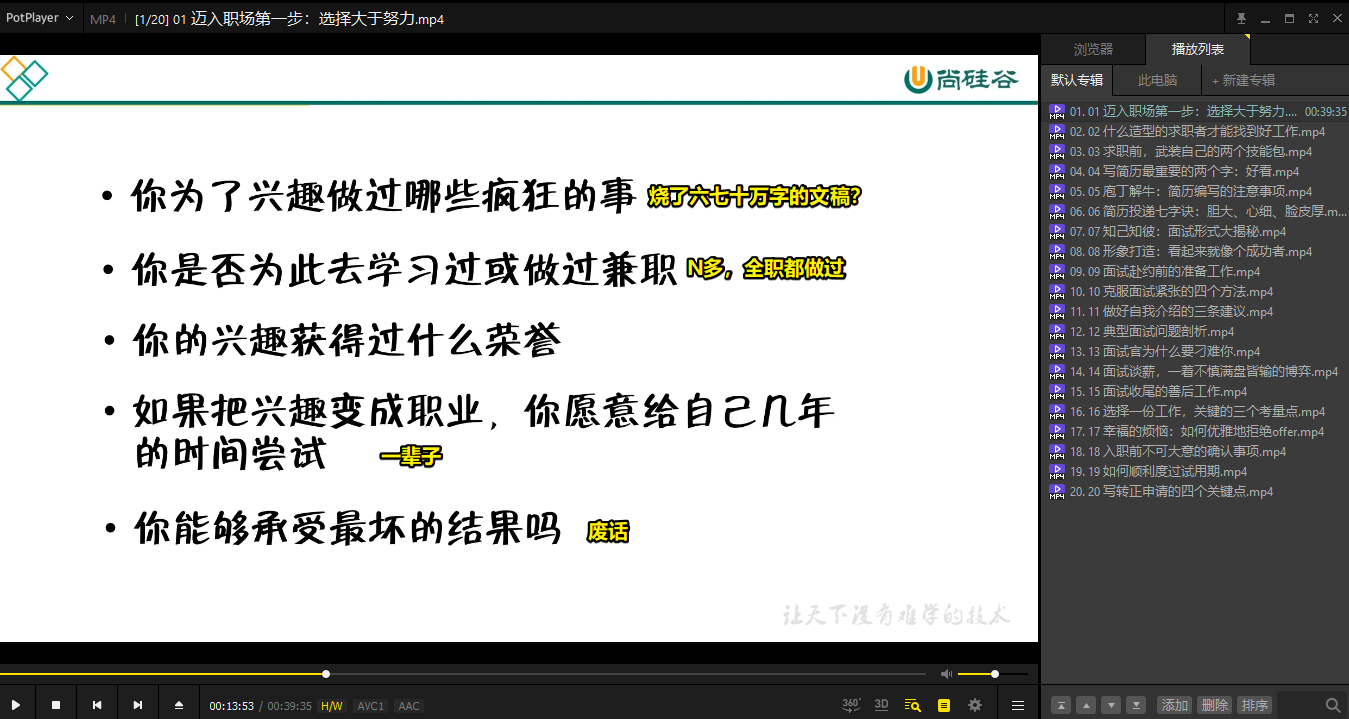 PotPlayer
MP4
[1/20] 01 迈入职场第一步：选择大于努力.mp4
尚硅谷
你为了兴趣做过哪些疯狂的事 烧了六七十万字的文稿？
你是否为此去学习过或做过兼职 N多，全职都做过
你的兴趣获得过什么荣誉
如果把兴趣变成职业，你愿意给自己几年
的时间尝试 一辈子
你能够承受最坏的结果吗 废话
让天下没有难学的技术
00:13:53 / 00:39:35 H/W AVC1 AAC
360° 3D
浏览器 播放列表
默认专辑 此电脑 + 新建专辑
01. 01 迈入职场第一步：选择大于努力.... 00:39:35
02. 02 什么造型的求职者才能找到好工作.mp4
03. 03 求职前，武装自己的两个技能包.mp4
04. 04 写简历最重要的两个字：好看.mp4
05. 05 庖丁解牛：简历编写的注意事项.mp4
06. 06 简历投递七字诀：胆大、心细、脸皮厚.m...
07. 07 知己知彼：面试形式大揭秘.mp4
08. 08 形象打造：看起来就像个成功者.mp4
09. 09 面试赴约前的准备工作.mp4
10. 10 克服面试紧张的四个方法.mp4
11. 11 做好自我介绍的三条建议.mp4
12. 12 典型面试问题剖析.mp4
13. 13 面试官为什么要刁难你.mp4
14. 14 面试谈薪，一着不慎满盘皆输的博弈.mp4
15. 15 面试收尾的善后工作.mp4
16. 16 选择一份工作，关键的三个考量点.mp4
17. 17 幸福的烦恼：如何优雅地拒绝offer.mp4
18. 18 入职前不可大意的确认事项.mp4
19. 19 如何顺利度过试用期.mp4
20. 20 写转正申请的四个关键点.mp4
添加 删除 排序